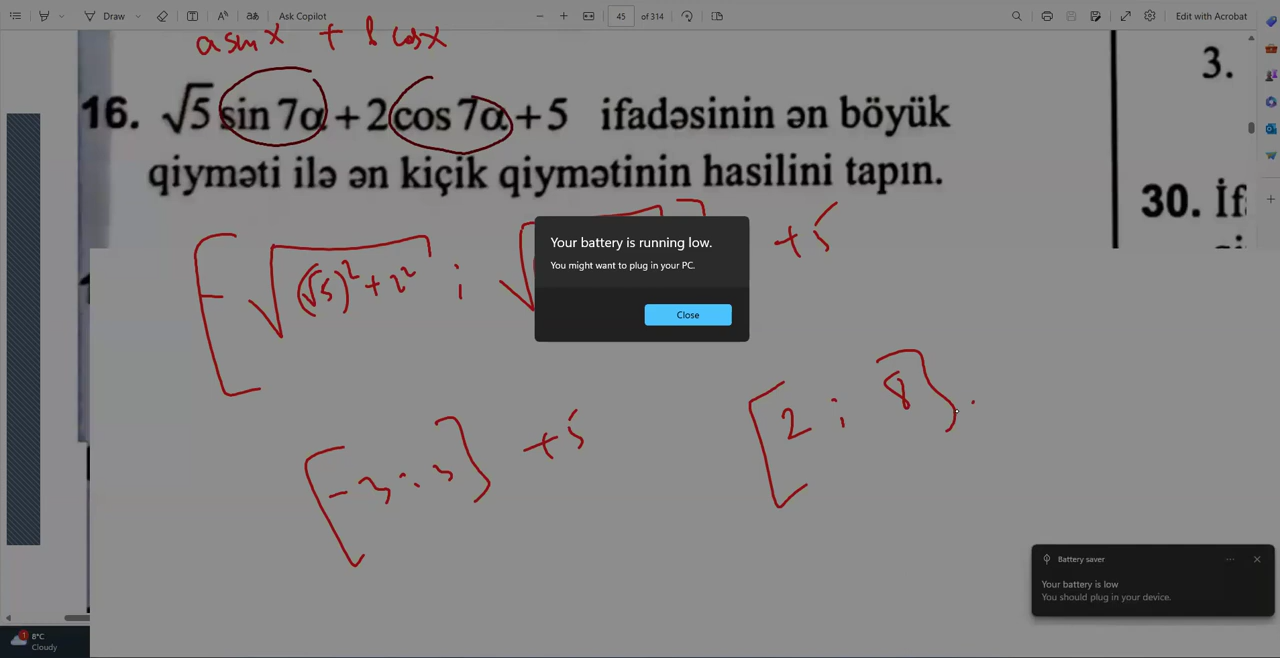 Draw
Ask Copilot
45 of 314
Edit with Acrobat
a sin x + b cos x
16. √5 sin 7α + 2 cos 7α + 5 ifadəsinin ən böyük
qiyməti ilə ən kiçik qiymətinin hasilini tapın.
3.
30. İf
[-√((√5)²+2²) ; √ ] +5
Your battery is running low.
You might want to plug in your PC.
Close
[-3 ; 3] +5
[2 ; 8].
Battery saver
Your battery is low
You should plug in your device.
1
8°C
Cloudy